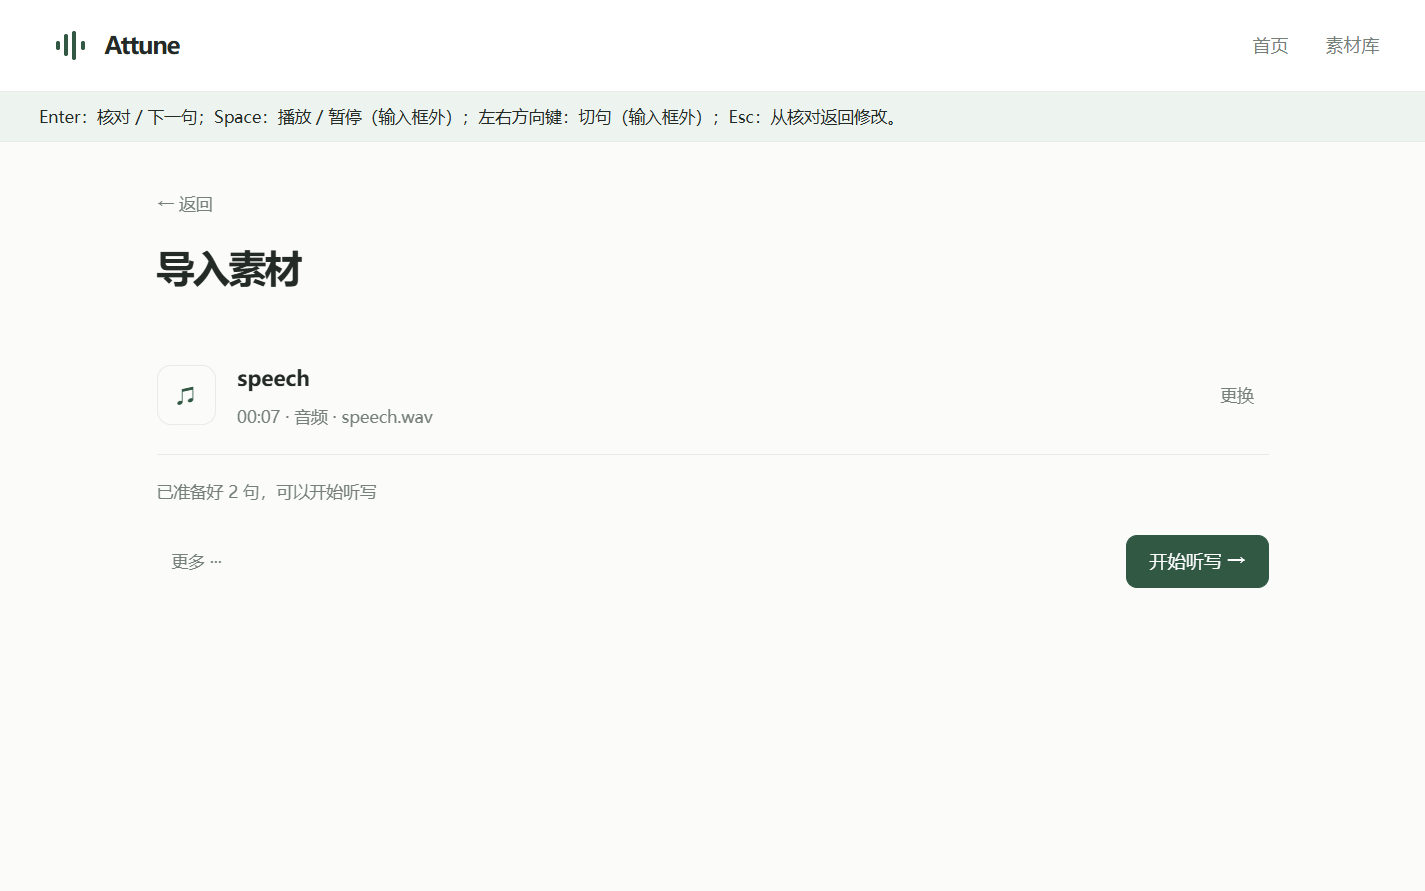 Attune
首页 素材库
Enter：核对 / 下一句；Space：播放 / 暂停（输入框外）；左右方向键：切句（输入框外）；Esc：从核对返回修改。
← 返回
导入素材
speech
00:07 · 音频 · speech.wav
更换
已准备好 2 句，可以开始听写
更多 ···
开始听写 →